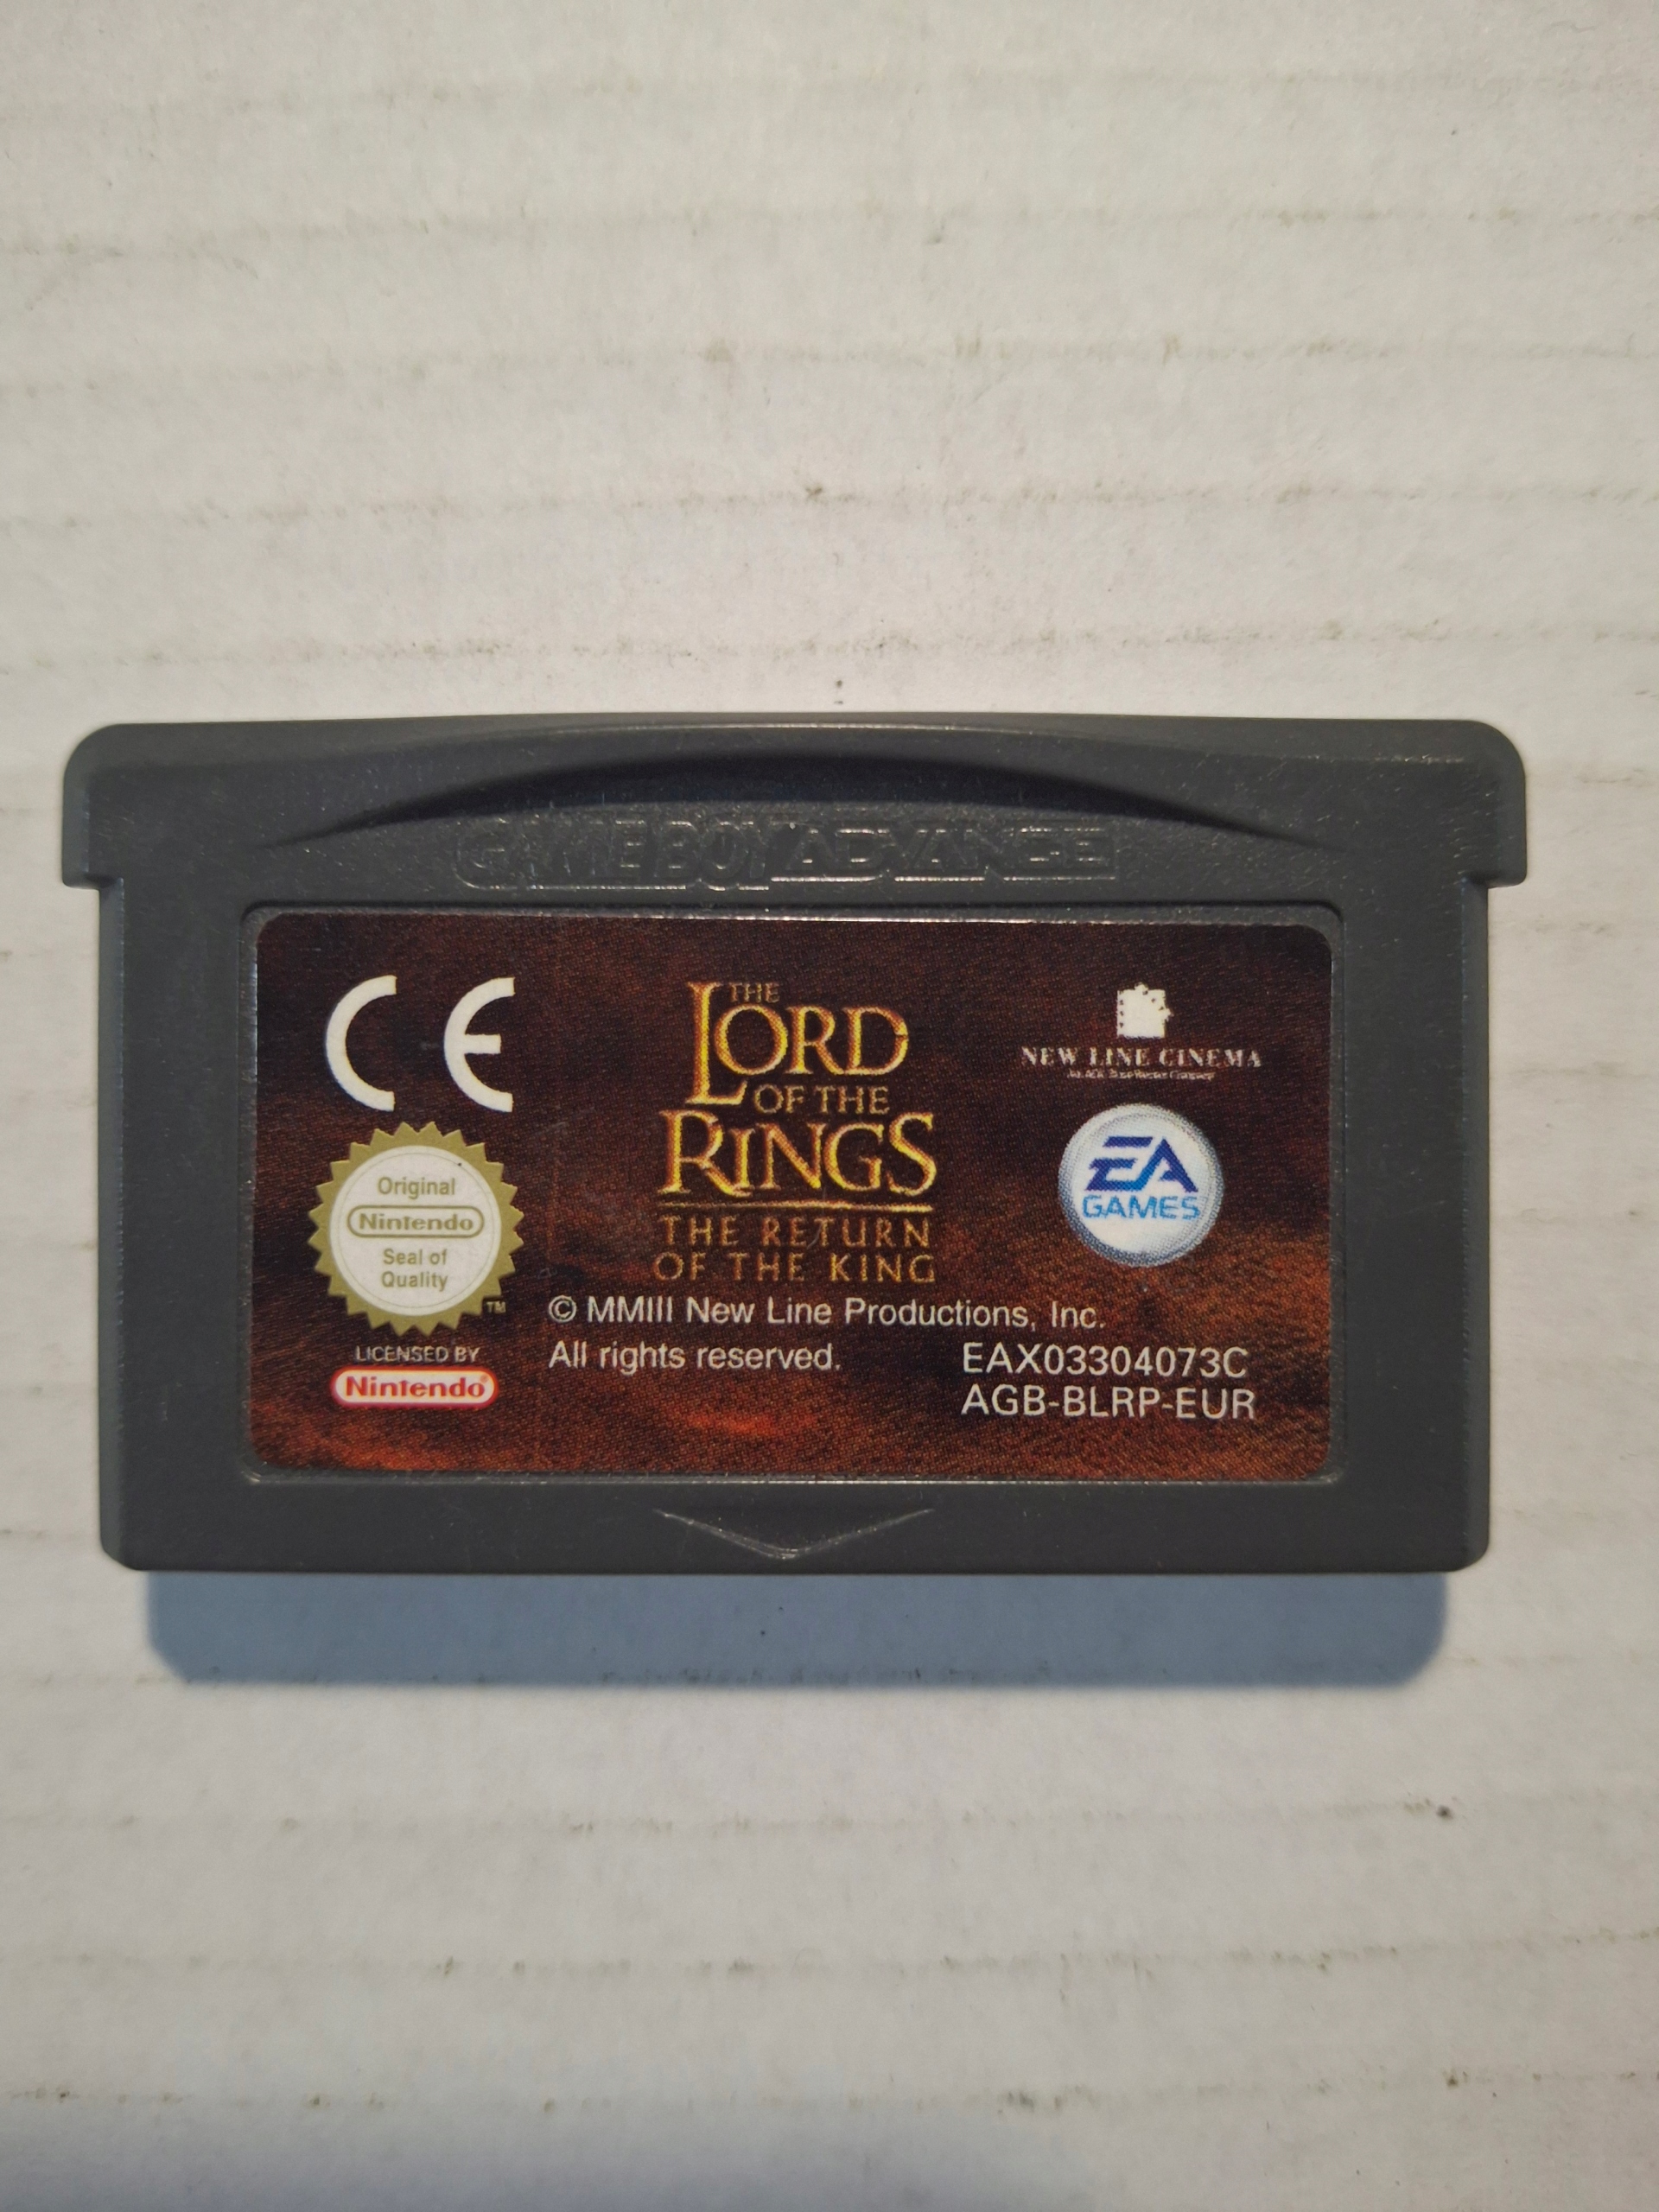 GAME BOY ADVANCE
CE
THE
LORD
OF THE
RINGS
THE RETURN
OF THE KING
NEW LINE CINEMA
EA
GAMES
Original
Nintendo
Seal of
Quality
TM
LICENSED BY
Nintendo®
© MMIII New Line Productions, Inc.
All rights reserved.
EAX03304073C
AGB-BLRP-EUR